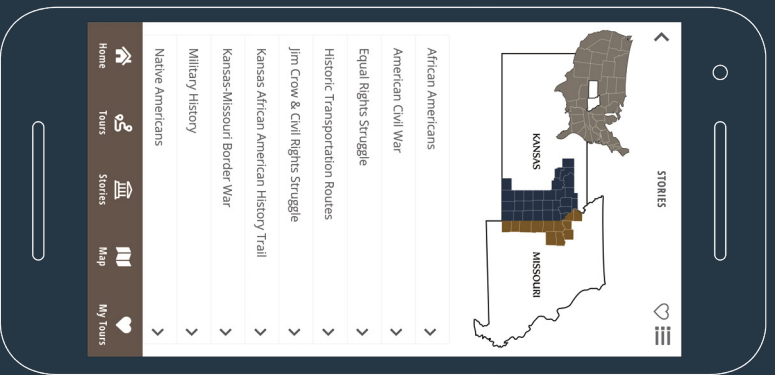 STORIES
KANSAS
MISSOURI
African Americans
American Civil War
Equal Rights Struggle
Historic Transportation Routes
Jim Crow & Civil Rights Struggle
Kansas African American History Trail
Kansas-Missouri Border War
Military History
Native Americans
Home
Tours
Stories
Map
My Tours